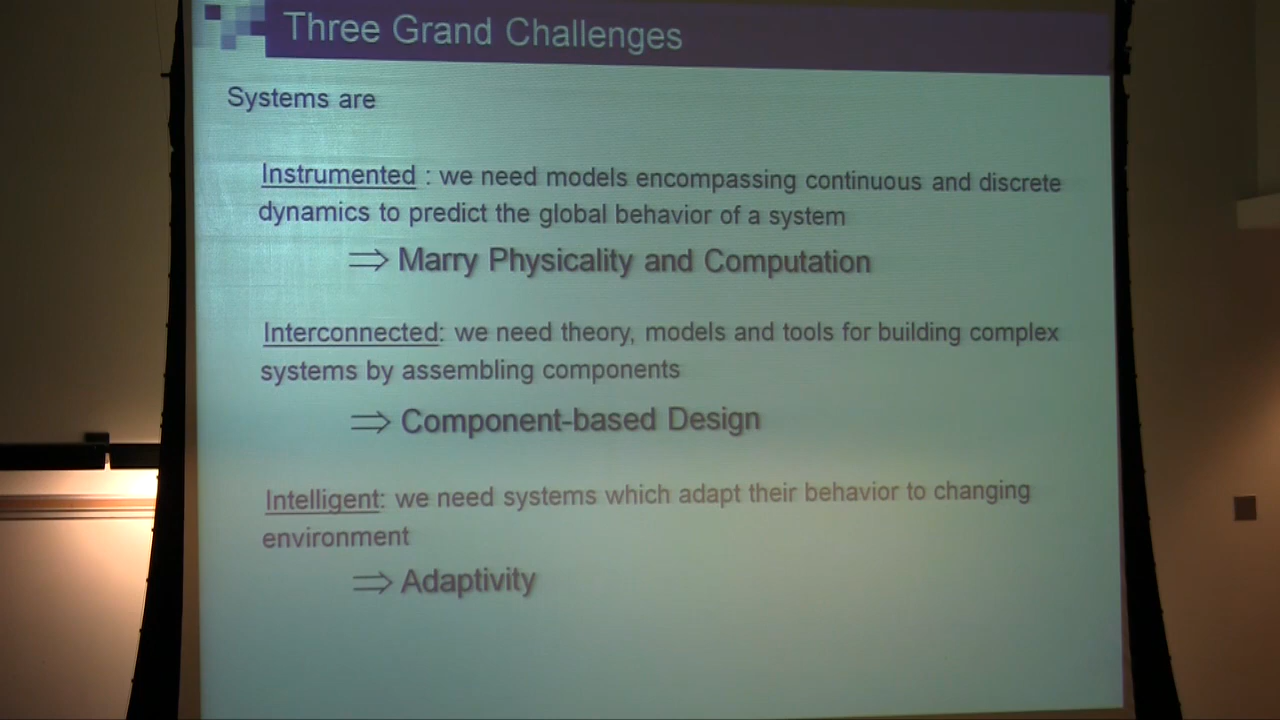 Three Grand Challenges
Systems are
Instrumented : we need models encompassing continuous and discrete
dynamics to predict the global behavior of a system
⇒ Marry Physicality and Computation
Interconnected: we need theory, models and tools for building complex
systems by assembling components
⇒ Component-based Design
Intelligent: we need systems which adapt their behavior to changing
environment
⇒ Adaptivity